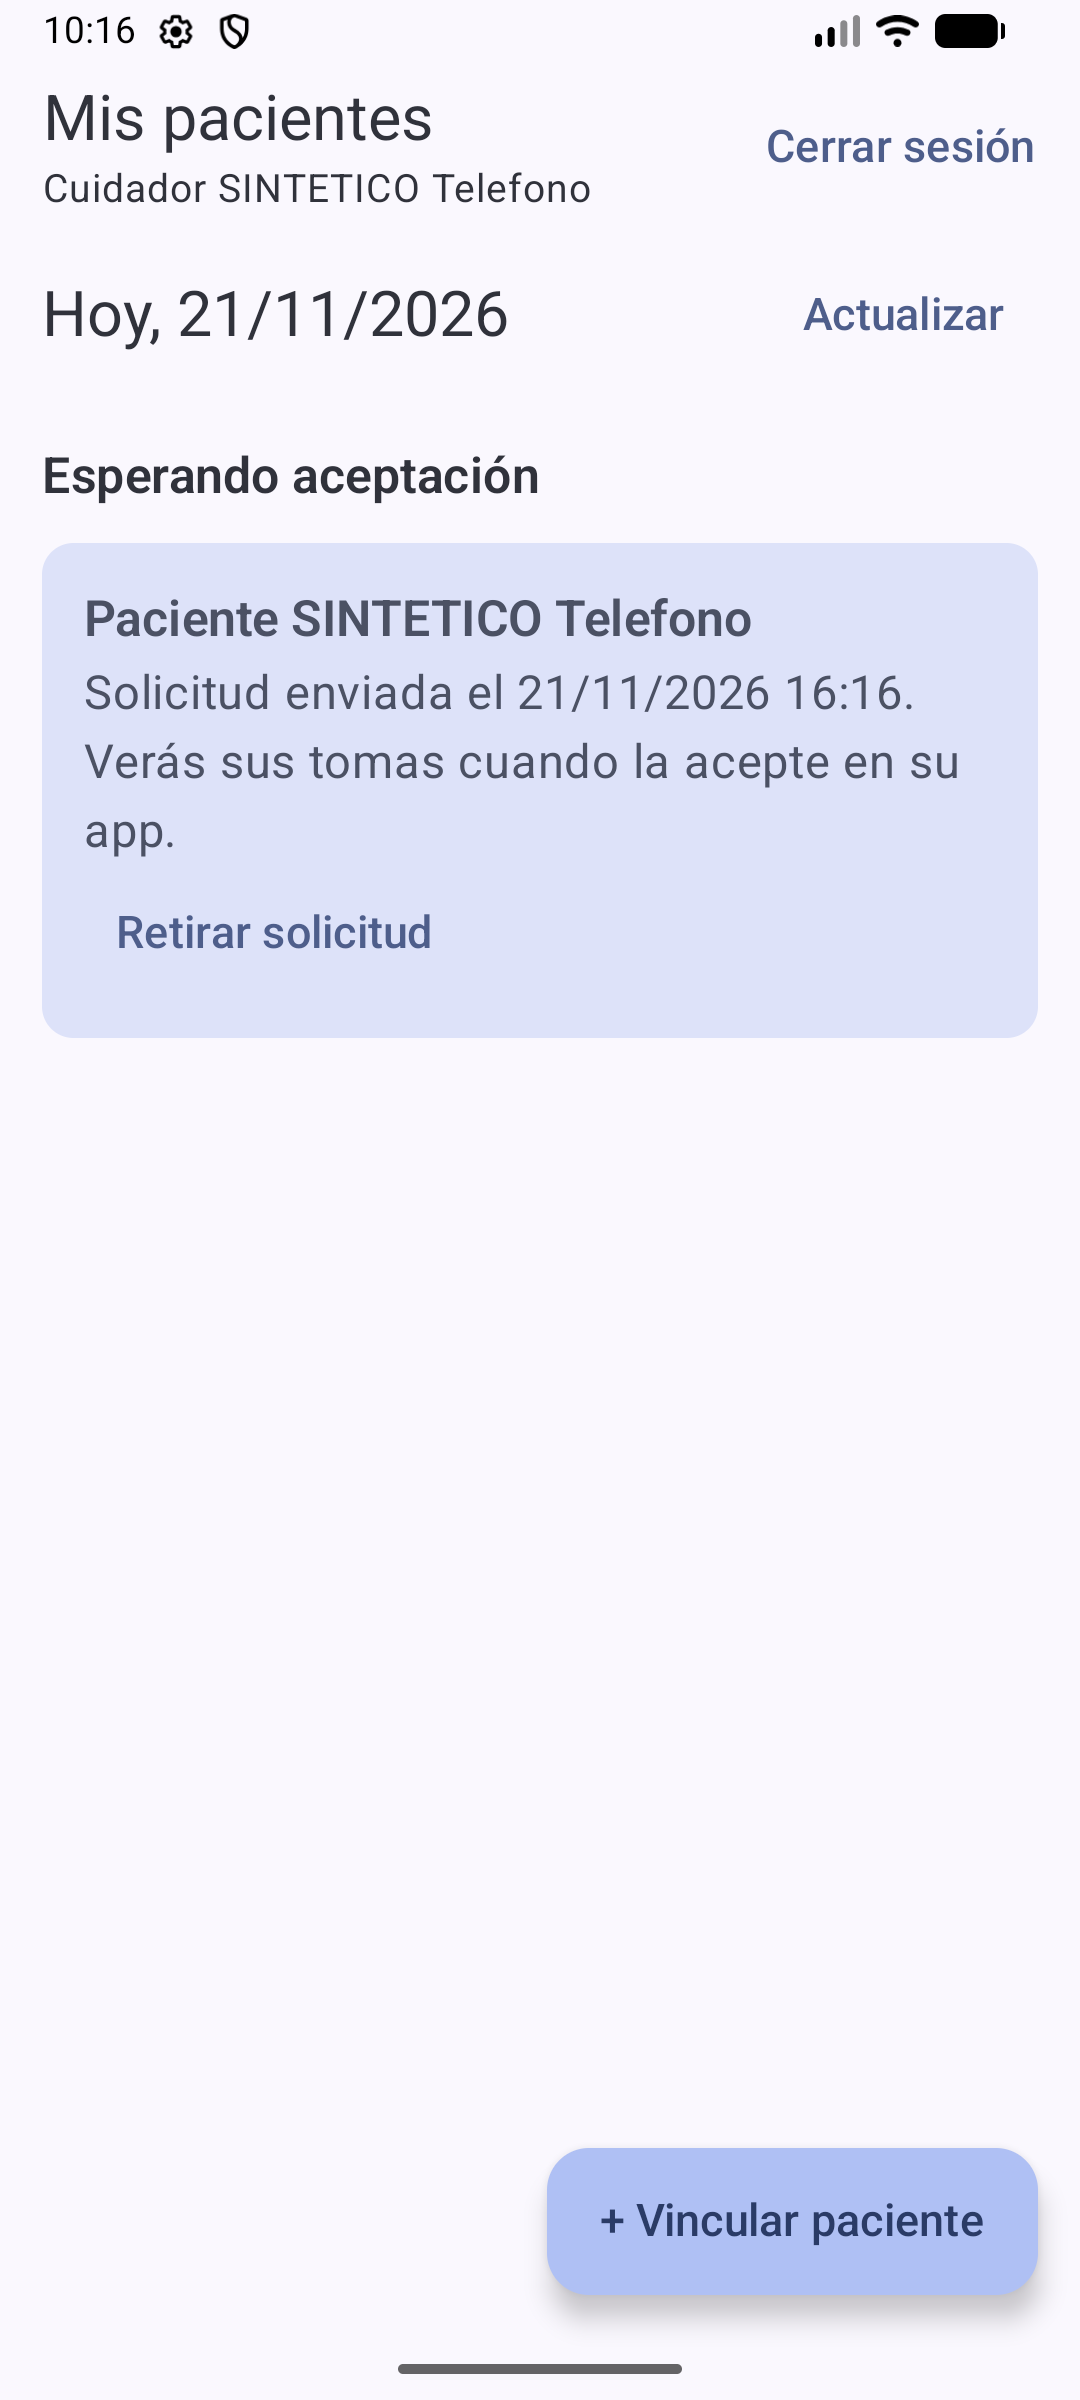 10:16
Mis pacientes
Cerrar sesión
Cuidador SINTETICO Telefono
Hoy, 21/11/2026
Actualizar
Esperando aceptación
Paciente SINTETICO Telefono
Solicitud enviada el 21/11/2026 16:16.
Verás sus tomas cuando la acepte en su
app.
Retirar solicitud
+ Vincular paciente